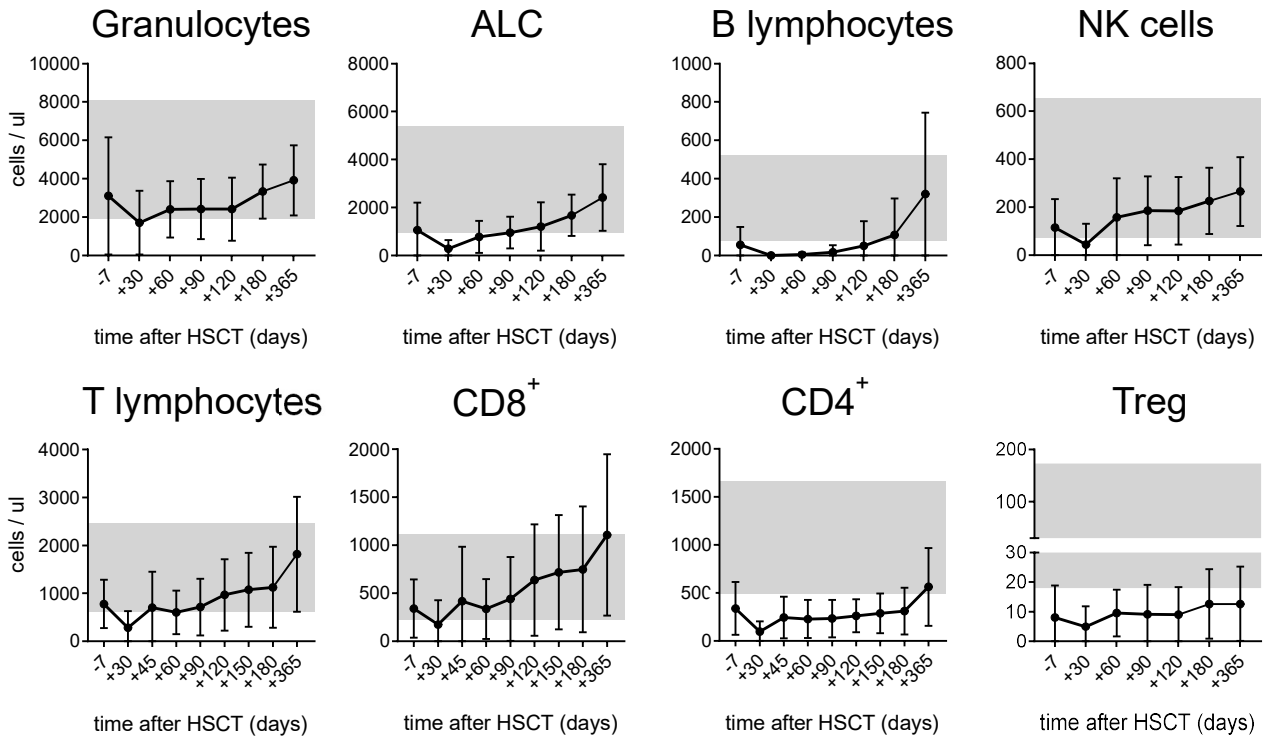 Granulocytes
cells / ul
10000
8000
6000
4000
2000
0
-7 +30 +60 +90 +120 +180 +365
time after HSCT (days)
ALC
8000
6000
4000
2000
0
-7 +30 +60 +90 +120 +180 +365
time after HSCT (days)
B lymphocytes
1000
800
600
400
200
0
-7 +30 +60 +90 +120 +180 +365
time after HSCT (days)
NK cells
800
600
400
200
0
-7 +30 +60 +90 +120 +180 +365
time after HSCT (days)
T lymphocytes
cells / ul
4000
3000
2000
1000
0
-7 +30 +45 +60 +90 +120 +150 +180 +365
time after HSCT (days)
CD8+
2000
1500
1000
500
0
-7 +30 +45 +60 +90 +120 +150 +180 +365
time after HSCT (days)
CD4+
2000
1500
1000
500
0
-7 +30 +45 +60 +90 +120 +150 +180 +365
time after HSCT (days)
Treg
200
100
30
20
10
0
-7 +30 +60 +90 +120 +180 +365
time after HSCT (days)